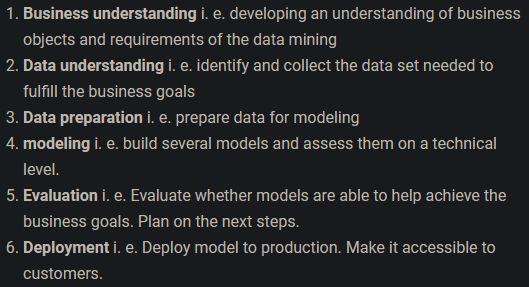 1. Business understanding i. e. developing an understanding of business
objects and requirements of the data mining
2. Data understanding i. e. identify and collect the data set needed to
fulfill the business goals
3. Data preparation i. e. prepare data for modeling
4. modeling i. e. build several models and assess them on a technical
level.
5. Evaluation i. e. Evaluate whether models are able to help achieve the
business goals. Plan on the next steps.
6. Deployment i. e. Deploy model to production. Make it accessible to
customers.